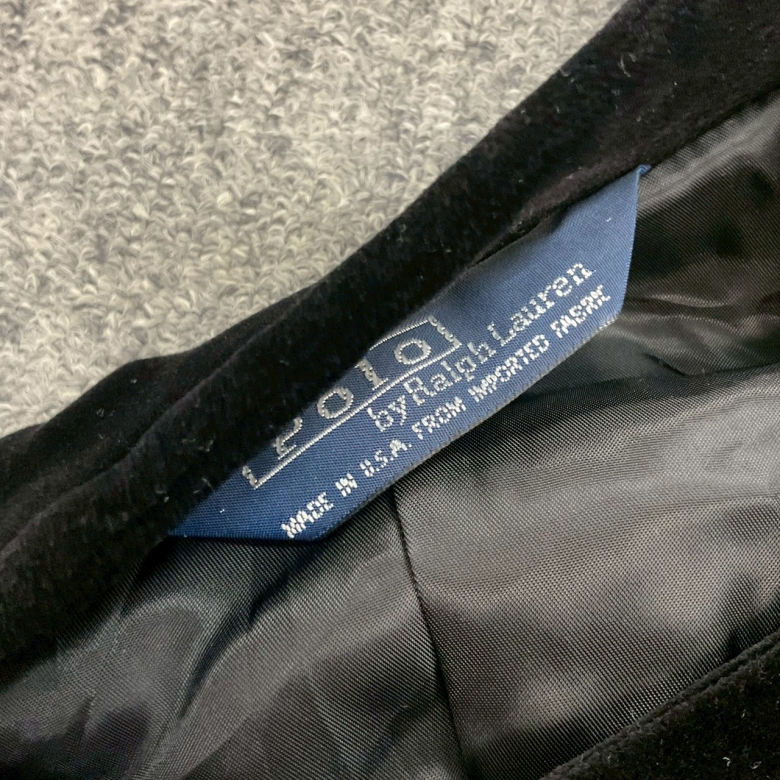 Polo
by Ralph Lauren
MADE IN U.S.A. FROM IMPORTED FABRIC